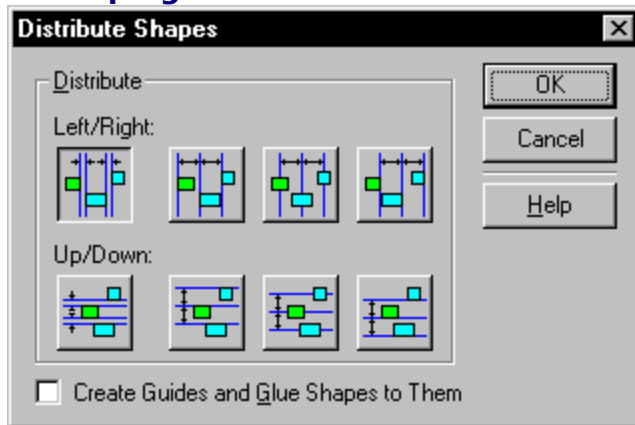 Distribute Shapes
Distribute
OK
Left/Right:
Cancel
Help
Up/Down:
Create Guides and Glue Shapes to Them